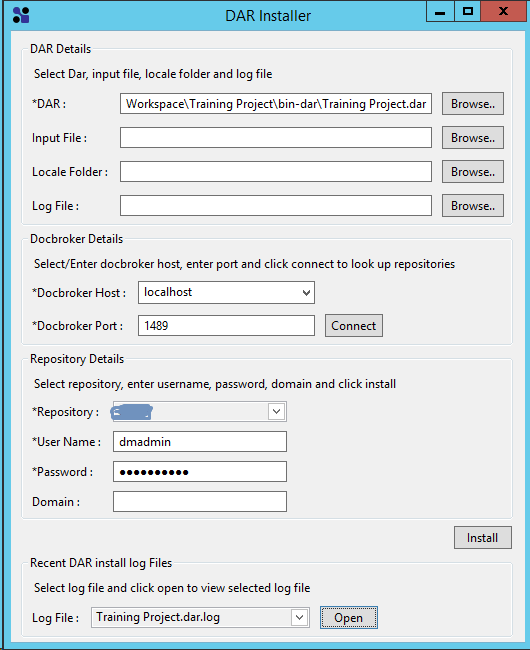 DAR Installer
DAR Details
Select Dar, input file, locale folder and log file
*DAR : Workspace\Training Project\bin-dar\Training Project.dar Browse..
Input File : Browse..
Locale Folder : Browse..
Log File : Browse..
Docbroker Details
Select/Enter docbroker host, enter port and click connect to look up repositories
*Docbroker Host : localhost
*Docbroker Port : 1489 Connect
Repository Details
Select repository, enter username, password, domain and click install
*Repository :
*User Name : dmadmin
*Password : ●●●●●●●●●●
Domain :
Install
Recent DAR install log Files
Select log file and click open to view selected log file
Log File : Training Project.dar.log Open